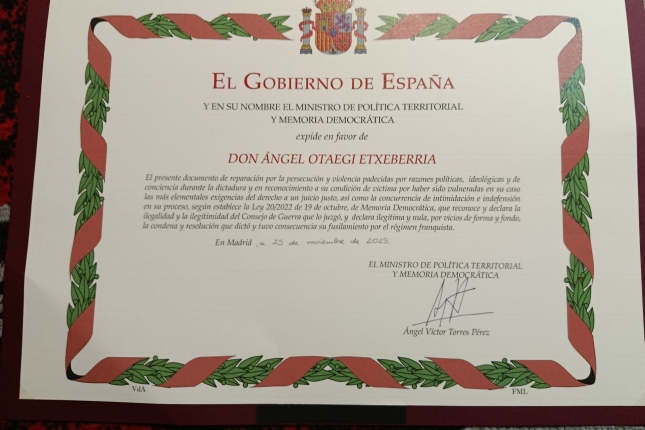 EL GOBIERNO DE ESPAÑA
Y EN SU NOMBRE EL MINISTRO DE POLÍTICA TERRITORIAL
Y MEMORIA DEMOCRÁTICA
expide en favor de
DON ÁNGEL OTAEGI ETXEBERRIA
El presente documento de reparación por la persecución y violencia padecidas por razones políticas, ideológicas y de
conciencia durante la dictadura y en reconocimiento a su condición de víctima por haber sido vulneradas en su caso
las más elementales exigencias del derecho a un juicio justo, así como la concurrencia de intimidación e indefensión
en su proceso, según establece la Ley 20/2022 de 19 de octubre, de Memoria Democrática, que reconoce y declara la
ilegalidad y la ilegitimidad del Consejo de Guerra que lo juzgó, y declara ilegítima y nula, por vicios de forma y fondo,
la condena y resolución que dictó y tuvo consecuencia su fusilamiento por el régimen franquista.
En Madrid, a 25 de noviembre de 2025
EL MINISTRO DE POLÍTICA TERRITORIAL
Y MEMORIA DEMOCRÁTICA
Ángel Víctor Torres Pérez
VdA
FML